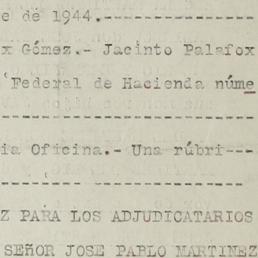 e de 1944.---------------
x Gómez.- Jacinto Palafox
Federal de Hacienda núme
-------------------------
ia Oficina.- Una rúbri---
-------------------------
Z PARA LOS ADJUDICATARIOS
SEÑOR JOSE PABLO MARTINEZ